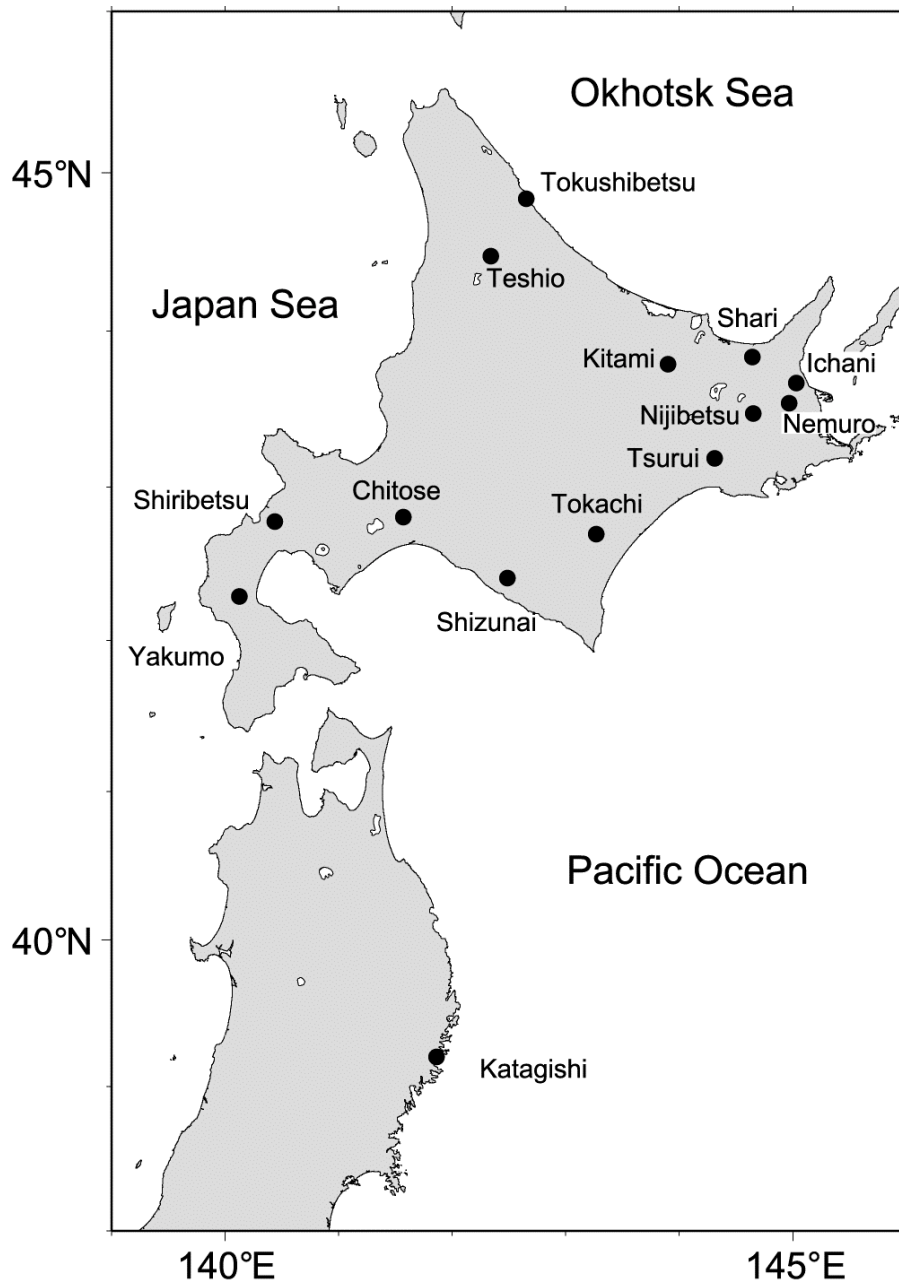 Okhotsk Sea
45°N
Tokushibetsu
Teshio
Japan Sea
Shari
Kitami
Ichani
Nijibetsu
Nemuro
Tsurui
Chitose
Shiribetsu
Tokachi
Shizunai
Yakumo
Pacific Ocean
40°N
Katagishi
140°E
145°E